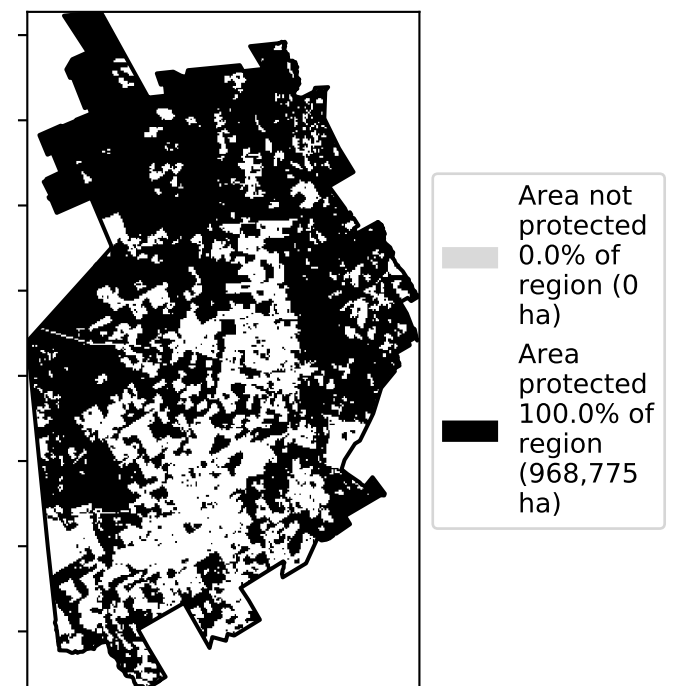 Area not
protected
0.0% of
region (0
ha)
Area
protected
100.0% of
region
(968,775
ha)